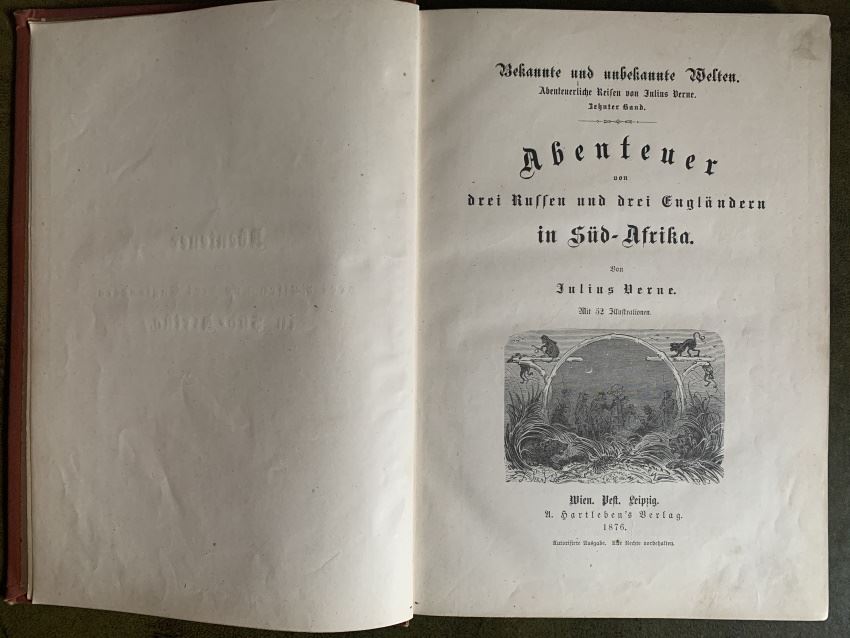 Bekannte und unbekannte Welten.
Abenteuerliche Reisen von Julius Verne.
Zehnter Band.
Abenteuer
von
drei Russen und drei Engländern
in Süd-Afrika.
Von
Julius Verne.
Mit 52 Illustrationen.
Wien. Pest. Leipzig.
A. Hartleben's Verlag.
1876.
Autorisirte Ausgabe. Alle Rechte vorbehalten.